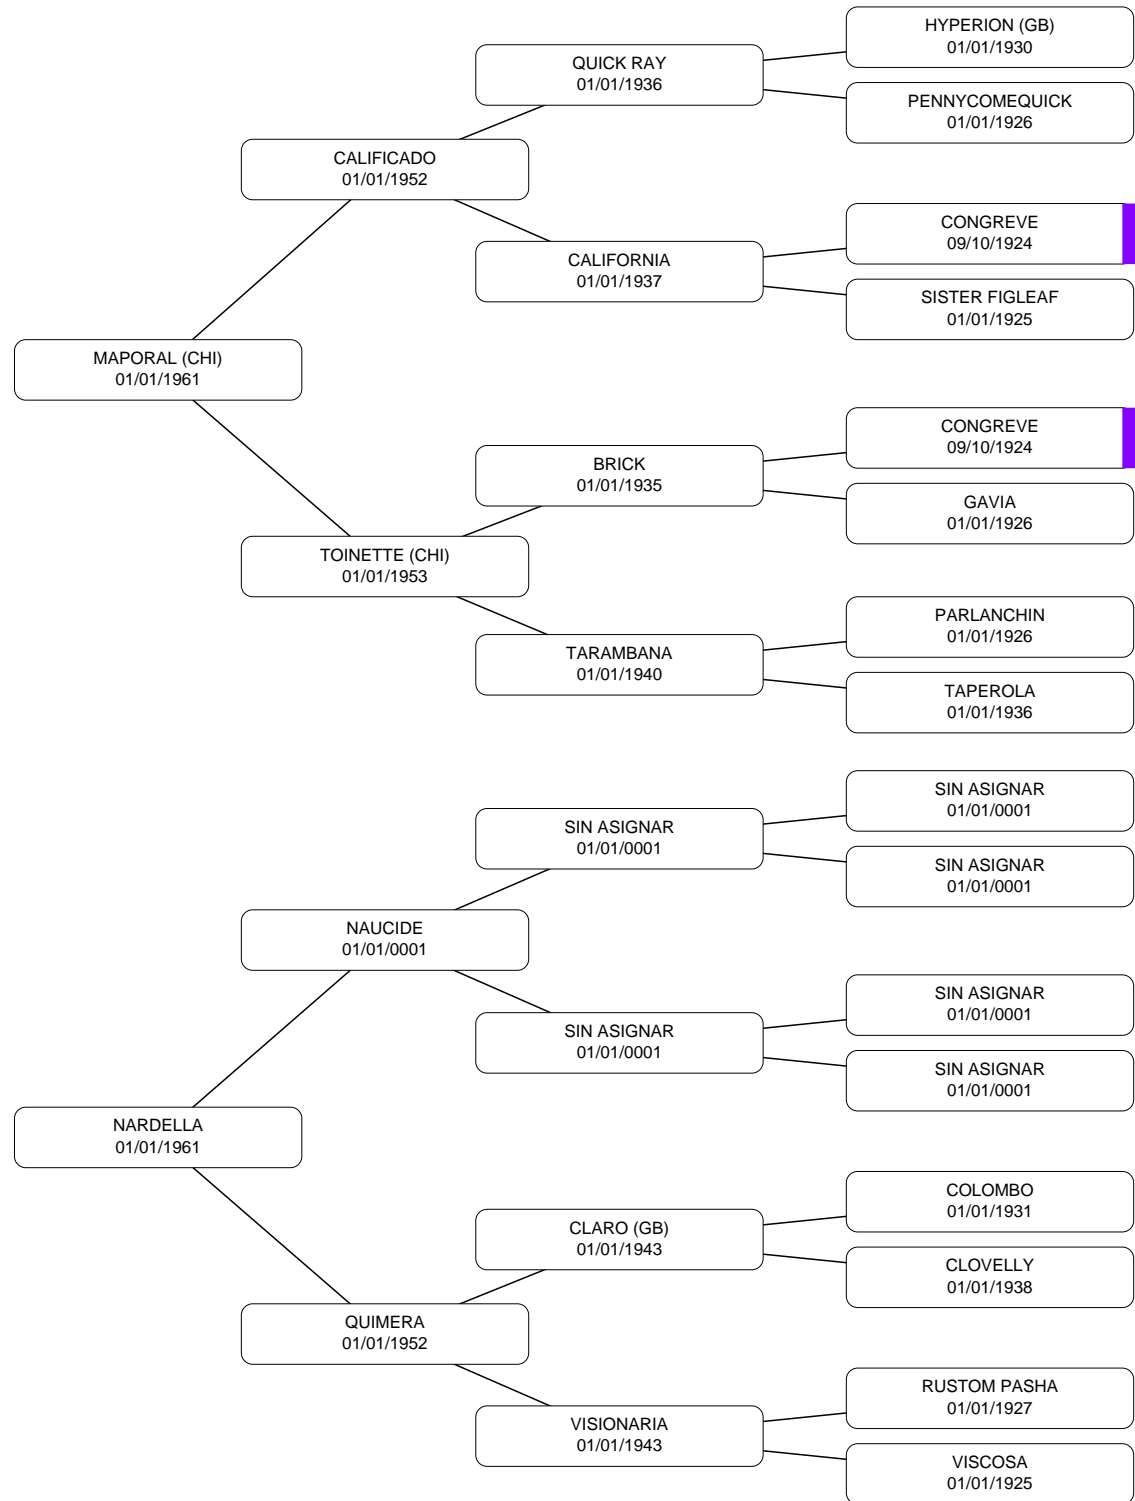 HYPERION (GB)
01/01/1930
QUICK RAY
01/01/1936
PENNYCOMEQUICK
01/01/1926
CALIFICADO
01/01/1952
CONGREVE
09/10/1924
CALIFORNIA
01/01/1937
SISTER FIGLEAF
01/01/1925
MAPORAL (CHI)
01/01/1961
CONGREVE
09/10/1924
BRICK
01/01/1935
GAVIA
01/01/1926
TOINETTE (CHI)
01/01/1953
PARLANCHIN
01/01/1926
TARAMBANA
01/01/1940
TAPEROLA
01/01/1936
SIN ASIGNAR
01/01/0001
SIN ASIGNAR
01/01/0001
SIN ASIGNAR
01/01/0001
NAUCIDE
01/01/0001
SIN ASIGNAR
01/01/0001
SIN ASIGNAR
01/01/0001
SIN ASIGNAR
01/01/0001
NARDELLA
01/01/1961
COLOMBO
01/01/1931
CLARO (GB)
01/01/1943
CLOVELLY
01/01/1938
QUIMERA
01/01/1952
RUSTOM PASHA
01/01/1927
VISIONARIA
01/01/1943
VISCOSA
01/01/1925